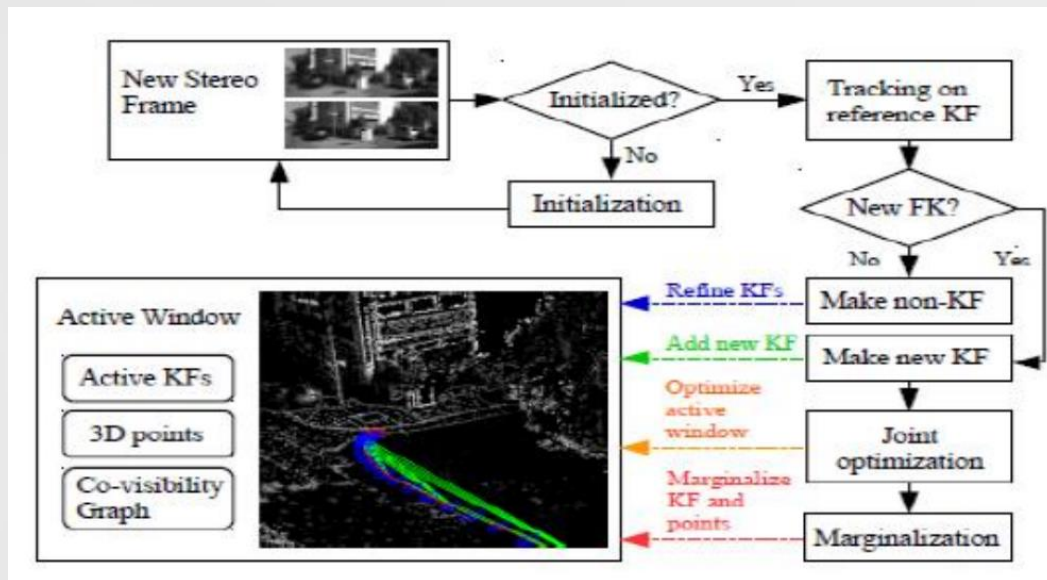 New Stereo
Frame
Initialized?
Yes
Tracking on
reference KF
No
Initialization
New FK?
No
Yes
Active Window
Active KFs
3D points
Co-visibility
Graph
Refine KFs
Make non-KF
Add new KF
Make new KF
Optimize
active
window
Joint
optimization
Marginalize
KF and
points
Marginalization